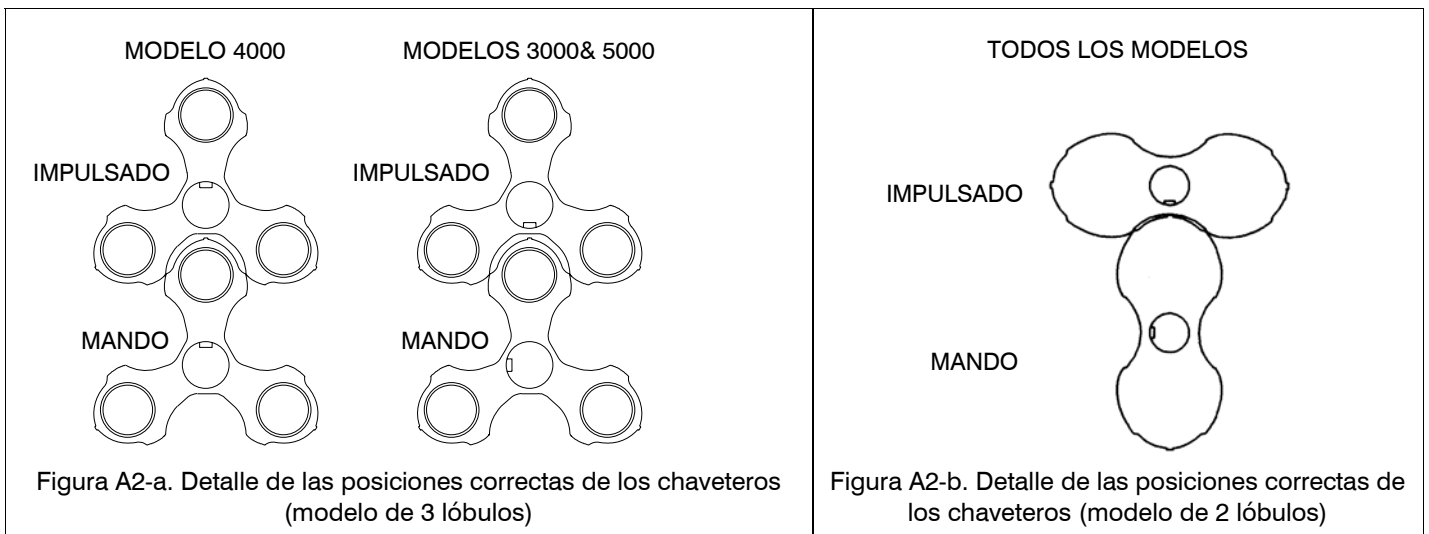 MODELO 4000
MODELOS 3000& 5000
IMPULSADO
IMPULSADO
MANDO
MANDO
Figura A2-a. Detalle de las posiciones correctas de los chaveteros
(modelo de 3 lóbulos)
TODOS LOS MODELOS
IMPULSADO
MANDO
Figura A2-b. Detalle de las posiciones correctas de
los chaveteros (modelo de 2 lóbulos)